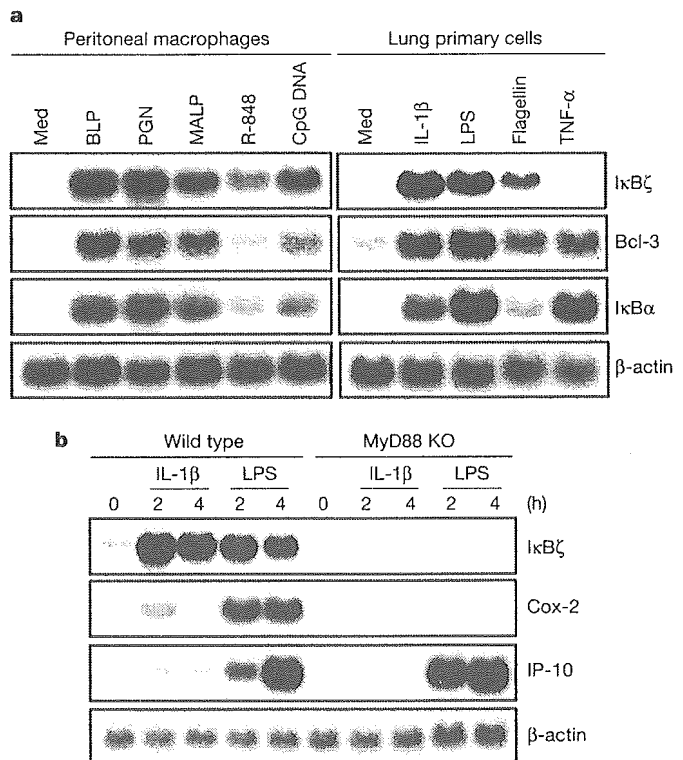 a
Peritoneal macrophages
Lung primary cells
Med BLP PGN MALP R-848 CpG DNA
Med IL-1β LPS Flagellin TNF-α
IκBζ
Bcl-3
IκBα
β-actin
b
Wild type MyD88 KO
IL-1β LPS IL-1β LPS
0 2 4 2 4 0 2 4 2 4 (h)
IκBζ
Cox-2
IP-10
β-actin